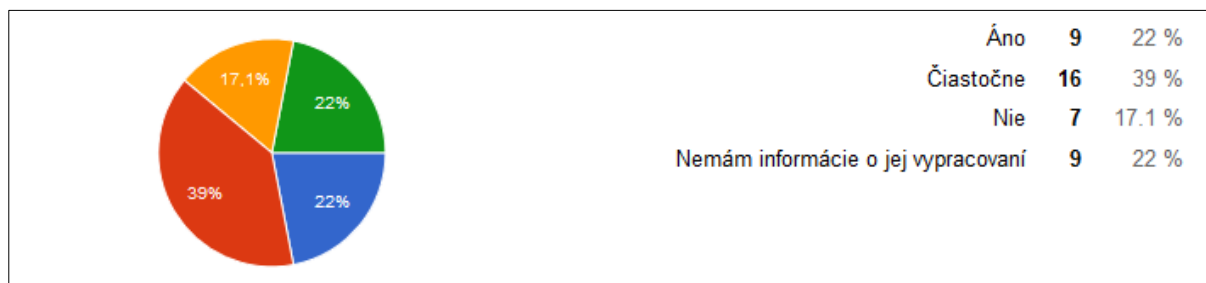 17,1%
22%
39%
22%
Áno 9 22 %
Čiastočne 16 39 %
Nie 7 17.1 %
Nemám informácie o jej vypracovaní 9 22 %